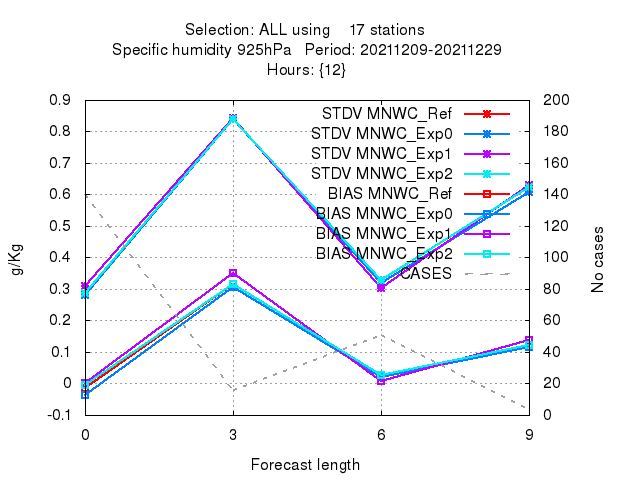 Selection: ALL using    17 stations
Specific humidity 925hPa   Period: 20211209-20211229
Hours: {12}
0.9
0.8
0.7
0.6
0.5
0.4
0.3
0.2
0.1
0
-0.1
g/Kg
STDV MNWC_Ref
STDV MNWC_Exp0
STDV MNWC_Exp1
STDV MNWC_Exp2
BIAS MNWC_Ref
BIAS MNWC_Exp0
BIAS MNWC_Exp1
BIAS MNWC_Exp2
CASES
200
180
160
140
120
100
80
60
40
20
0
No cases
0 3 6 9
Forecast length